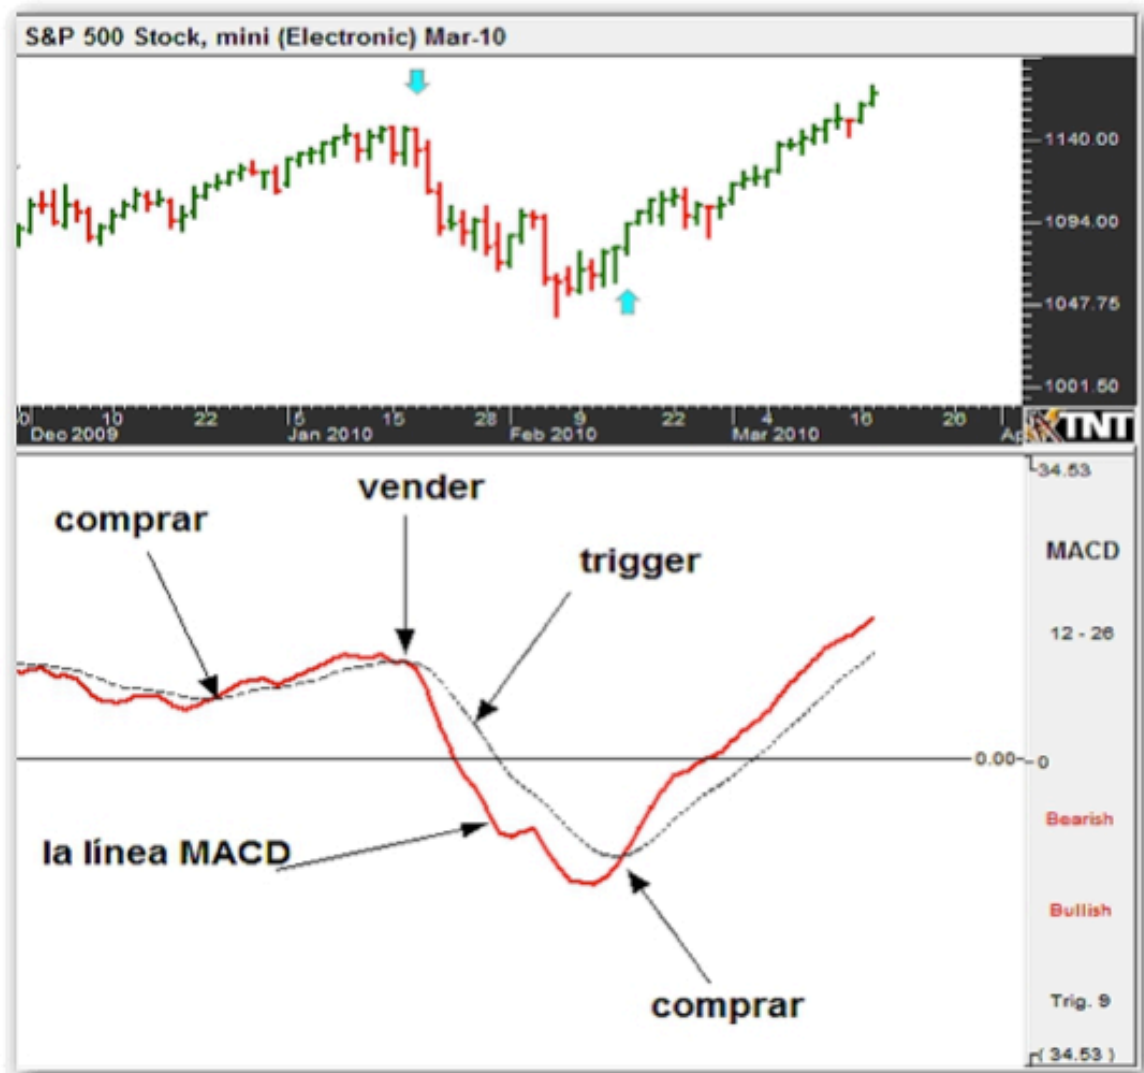 S&P 500 Stock, mini (Electronic) Mar-10
1140.00
1094.00
1047.75
1001.50
10 22 5 15 28 9 22 4 16 26
Dec 2009 Jan 2010 Feb 2010 Mar 2010
TNT
34.53
vender
comprar
trigger
MACD
12 - 26
0.00 0
Bearish
la línea MACD
Bullish
comprar
Trig. 9
( 34.53 )